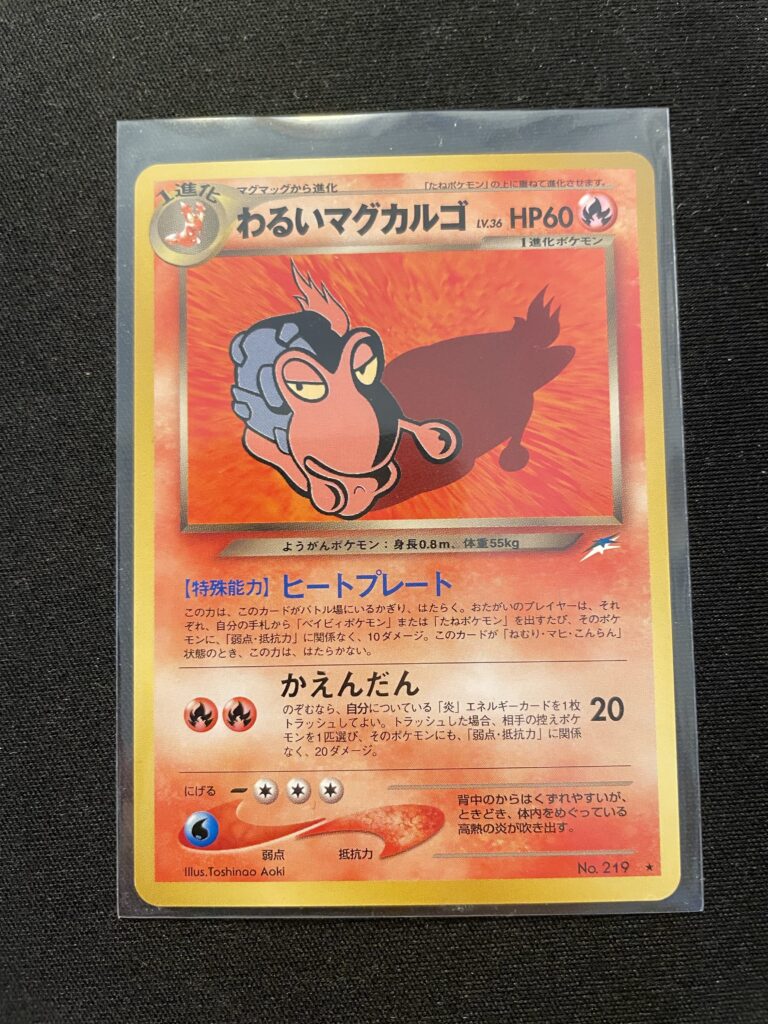 1進化
マグマッグから進化
「たねポケモン」の上に重ねて進化させます。
わるいマグカルゴ LV.36 HP60
1進化ポケモン
ようがんポケモン：身長0.8m、体重55kg
【特殊能力】ヒートプレート
この力は、このカードがバトル場にいるかぎり、はたらく。おたがいのプレイヤーは、それ
ぞれ、自分の手札から「ベイビィポケモン」または「たねポケモン」を出すたび、そのポケ
モンに、「弱点・抵抗力」に関係なく、10ダメージ。このカードが「ねむり・マヒ・こんらん」
状態のとき、この力は、はたらかない。
かえんだん
のぞむなら、自分についている「炎」エネルギーカードを1枚
トラッシュしてよい。トラッシュした場合、相手の控えポケ
モンを1匹選び、そのポケモンにも、「弱点・抵抗力」に関係
なく、20ダメージ。
20
にげる
弱点 抵抗力
背中のからはくずれやすいが、
ときどき、体内をめぐっている
高熱の炎が吹き出す。
Illus.Toshinao Aoki
No. 219 ★